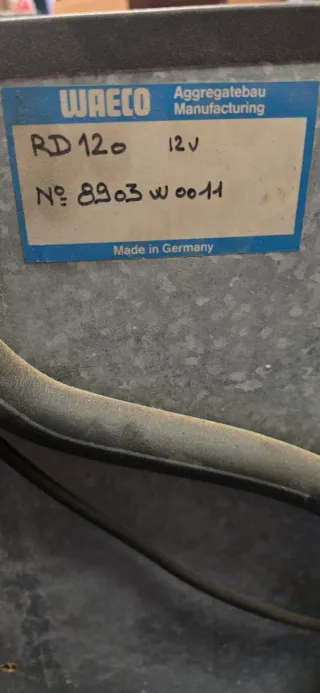 WAECO Aggregatebau
Manufacturing
RD 120 12V
Nº 8903 W 0011
Made in Germany